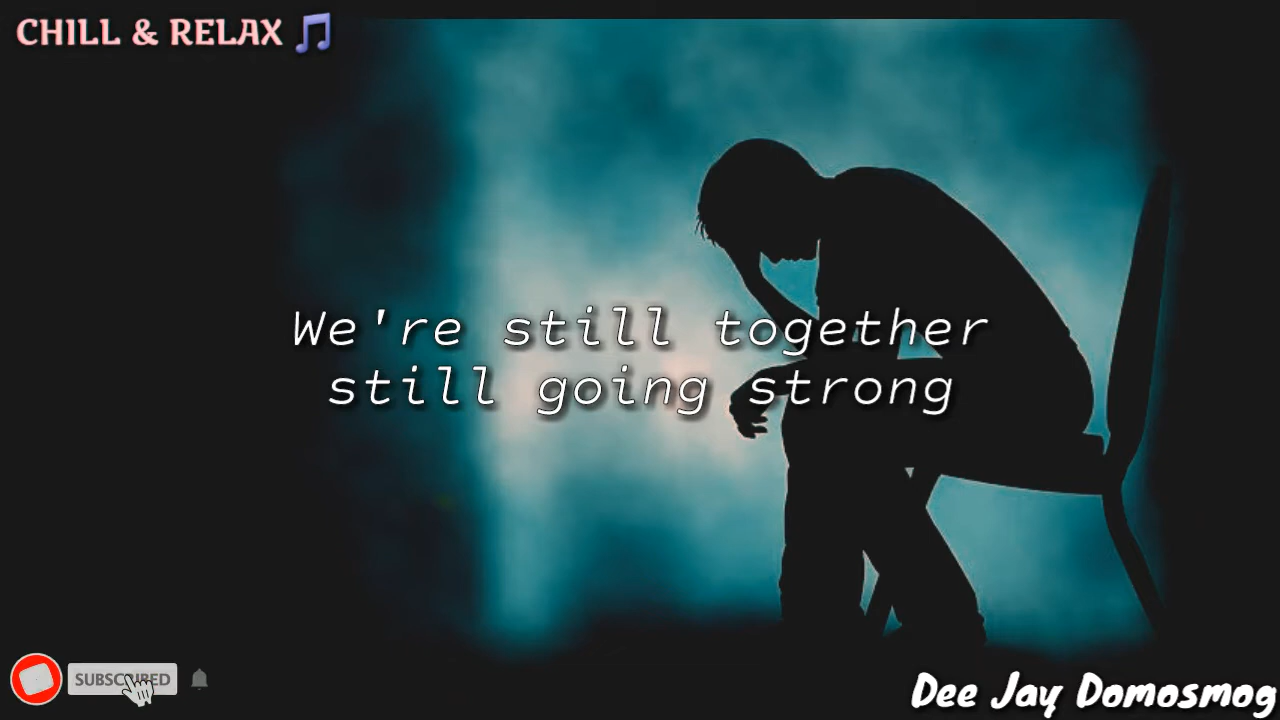 CHILL & RELAX 🎵
We're still together
still going strong
SUBSCRIBED
Dee Jay Domosmog